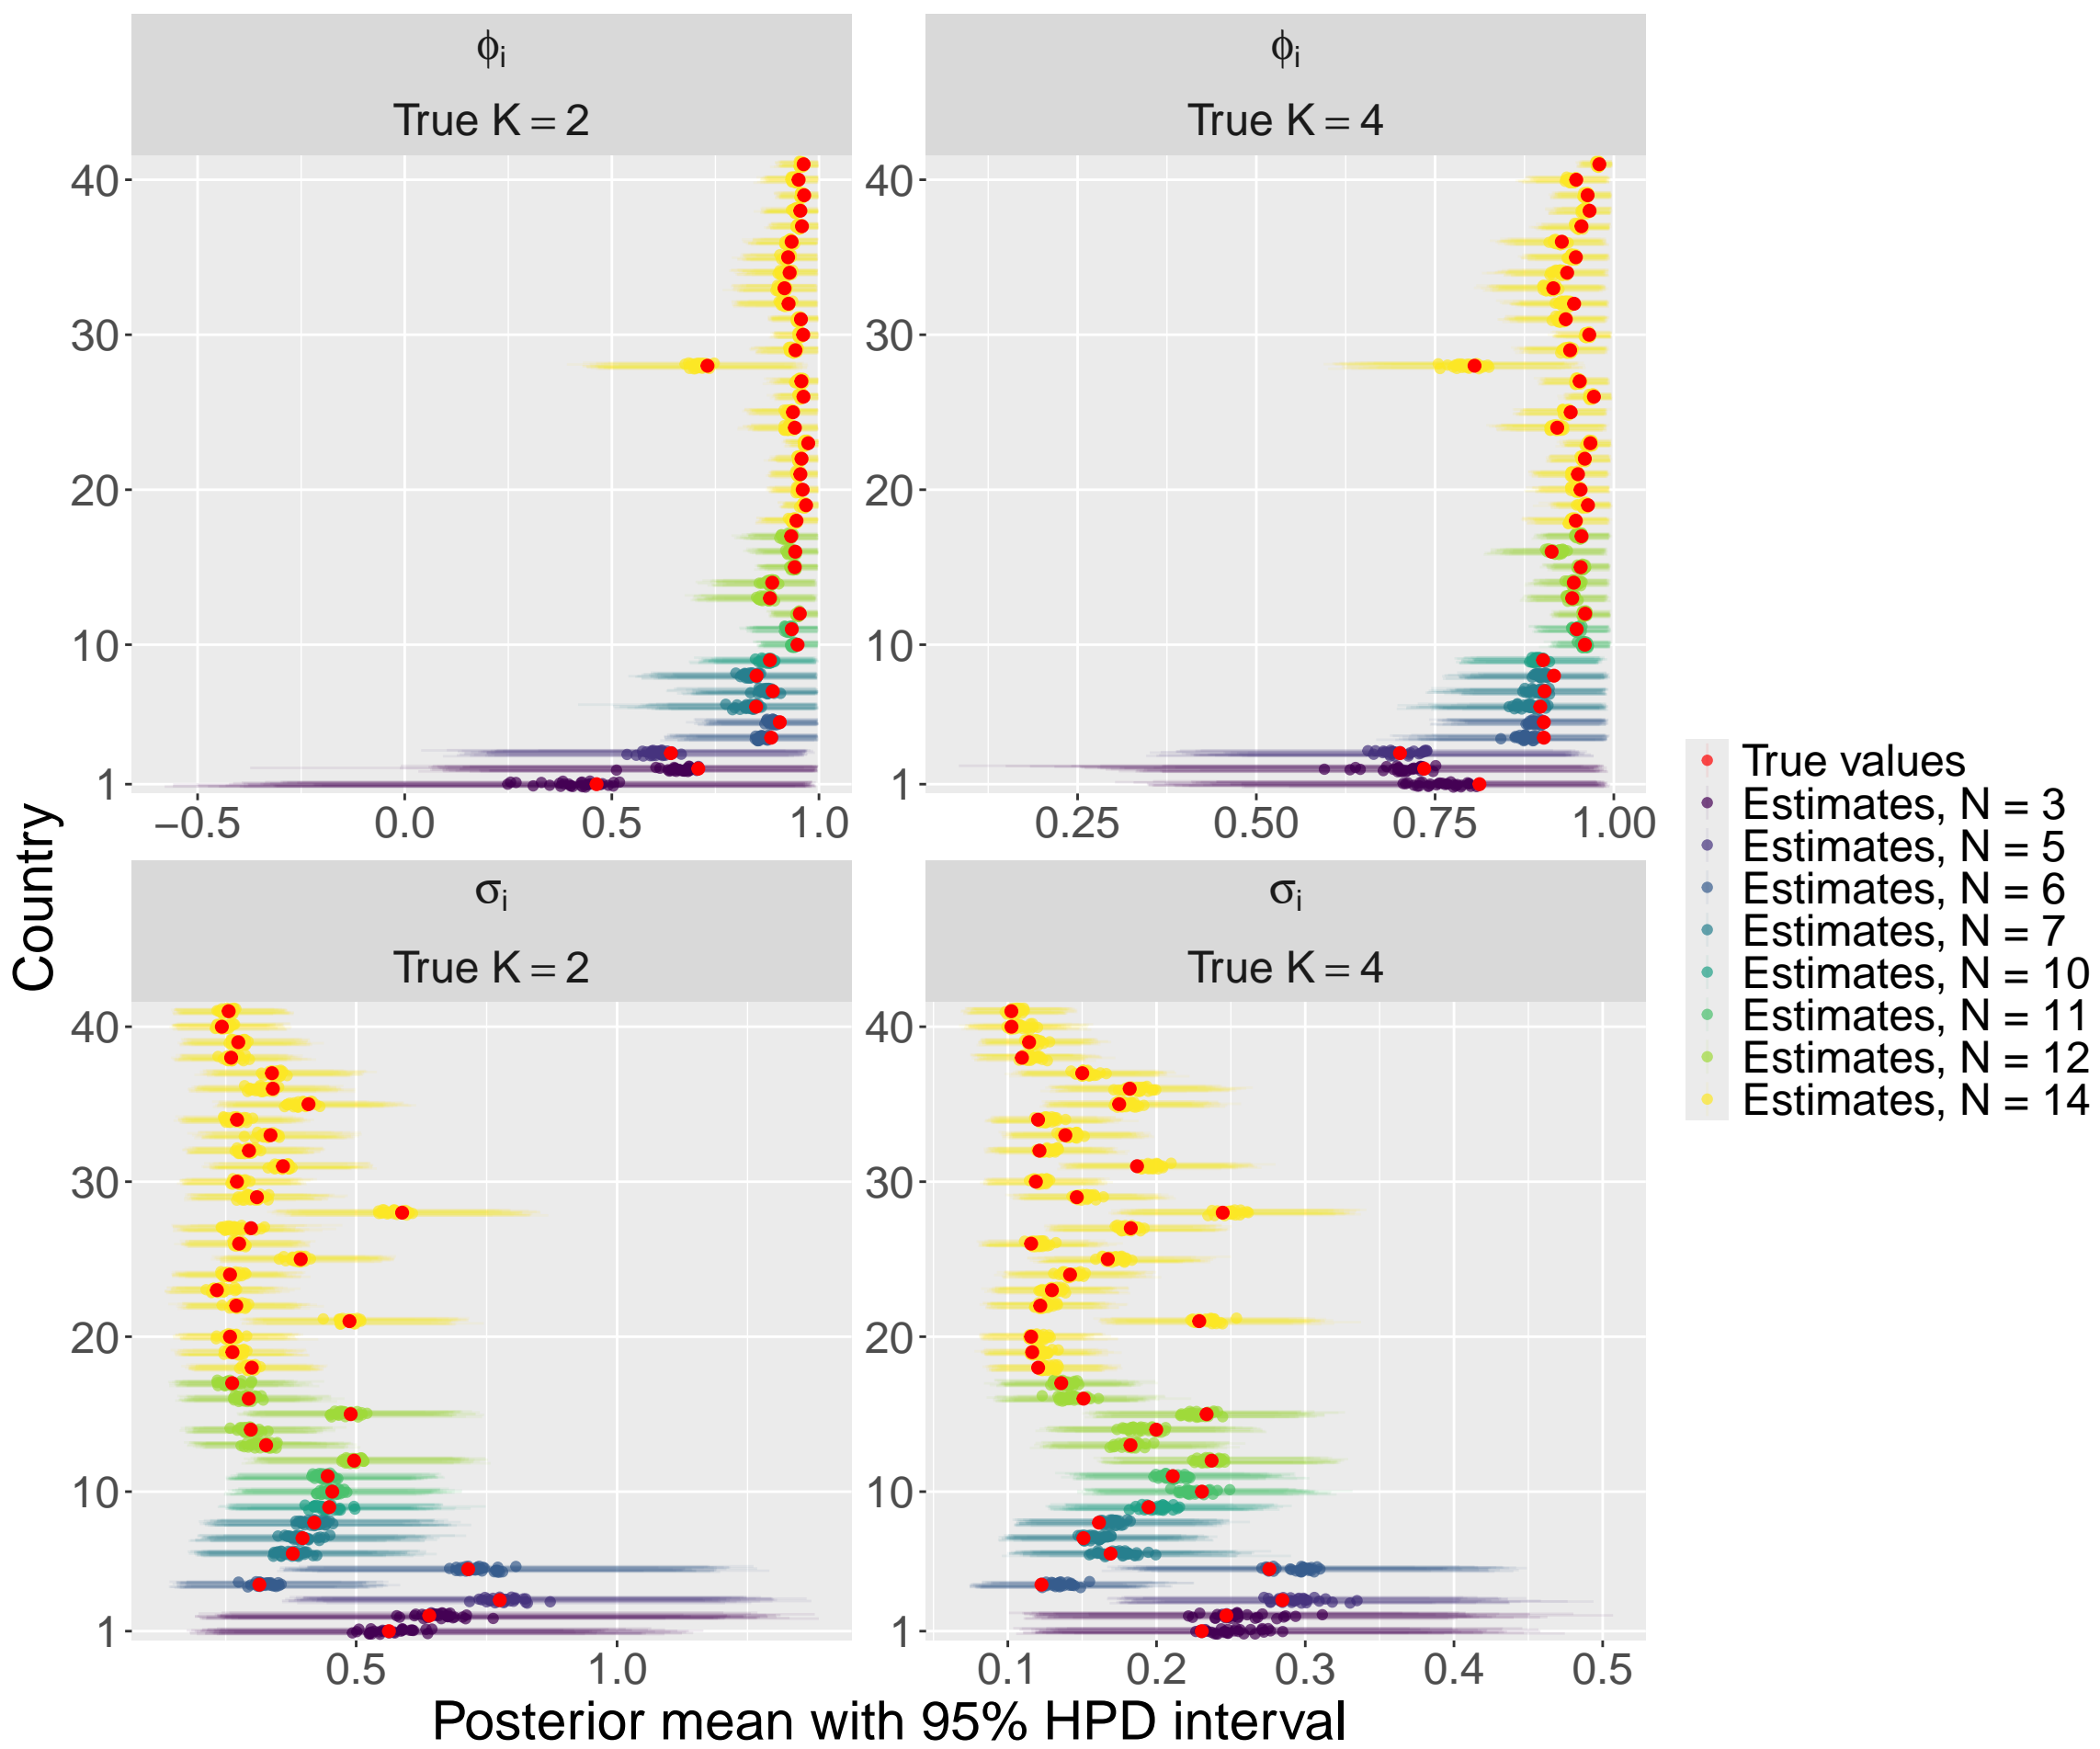 ϕi
True K = 2
ϕi
True K = 4
40
30
20
10
1
−0.5 0.0 0.5 1.0
40
30
20
10
1
0.25 0.50 0.75 1.00
σi
True K = 2
σi
True K = 4
40
30
20
10
1
0.5 1.0
40
30
20
10
1
0.1 0.2 0.3 0.4 0.5
Country
Posterior mean with 95% HPD interval
True values
Estimates, N = 3
Estimates, N = 5
Estimates, N = 6
Estimates, N = 7
Estimates, N = 10
Estimates, N = 11
Estimates, N = 12
Estimates, N = 14